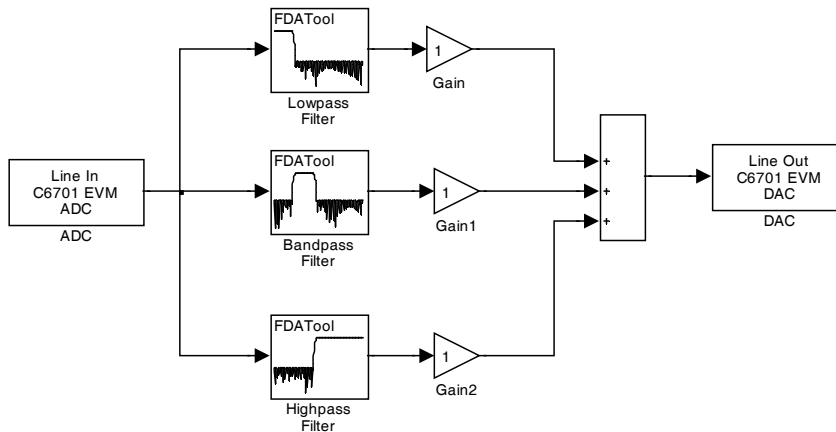 FDATool
Lowpass
Filter
1
Gain
Line In
C6701 EVM
ADC
ADC
FDATool
Bandpass
Filter
1
Gain1
+
+
+
Line Out
C6701 EVM
DAC
DAC
FDATool
Highpass
Filter
1
Gain2